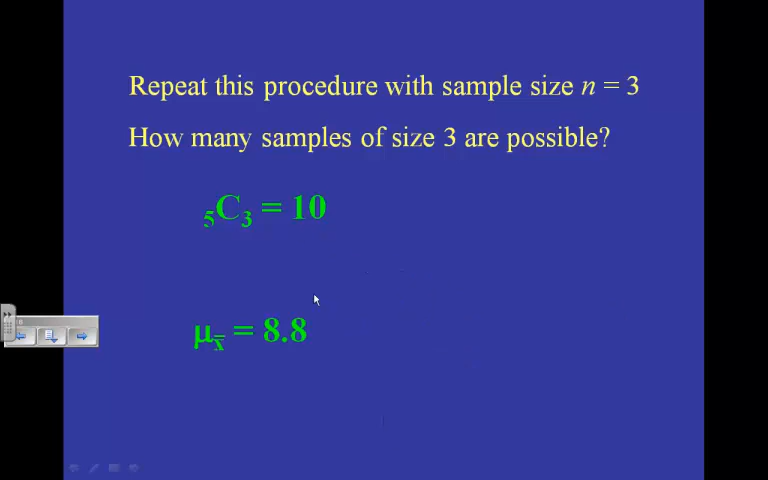 Repeat this procedure with sample size n = 3
How many samples of size 3 are possible?
₅C₃ = 10
μx̅ = 8.8